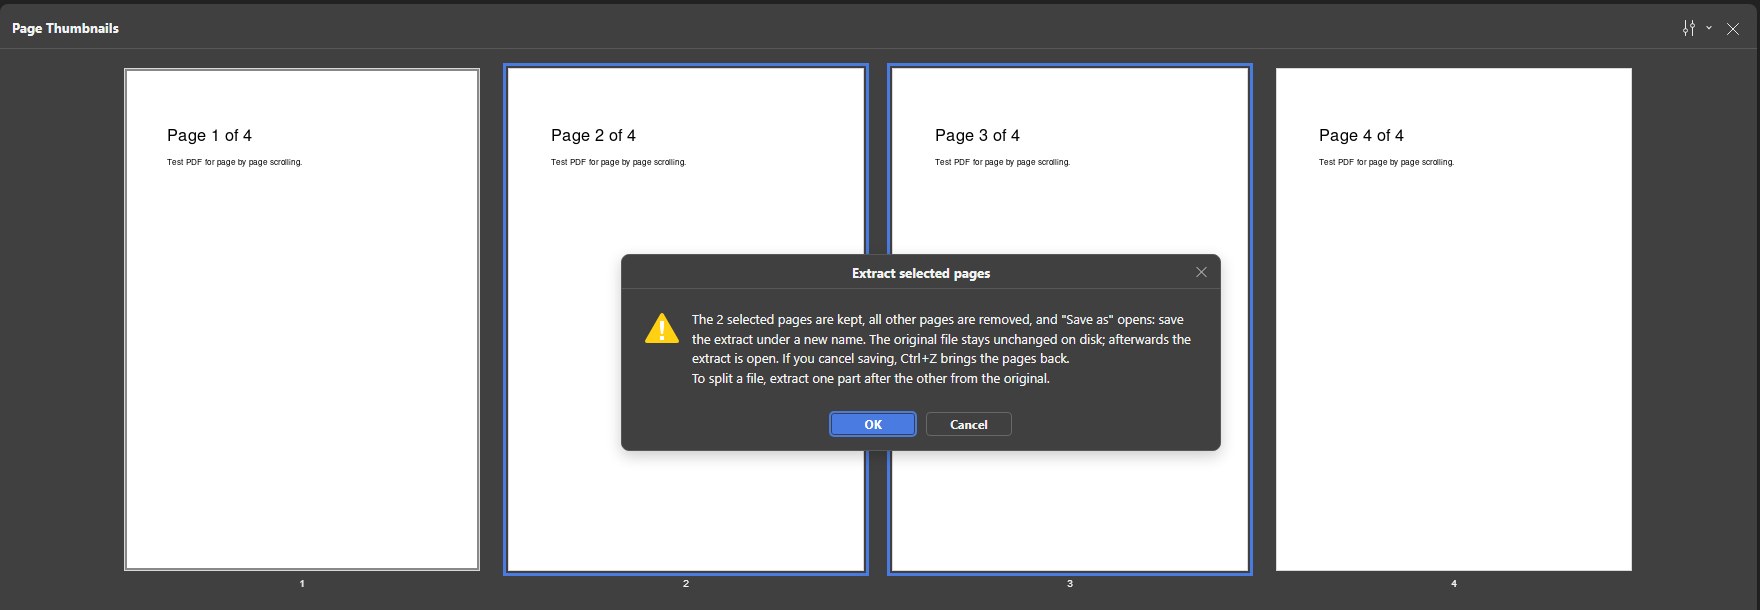 Page Thumbnails
Page 1 of 4
Test PDF for page by page scrolling.
Page 2 of 4
Test PDF for page by page scrolling.
Page 3 of 4
Test PDF for page by page scrolling.
Page 4 of 4
Test PDF for page by page scrolling.
Extract selected pages
The 2 selected pages are kept, all other pages are removed, and "Save as" opens: save
the extract under a new name. The original file stays unchanged on disk; afterwards the
extract is open. If you cancel saving, Ctrl+Z brings the pages back.
To split a file, extract one part after the other from the original.
OK
Cancel
1
2
3
4